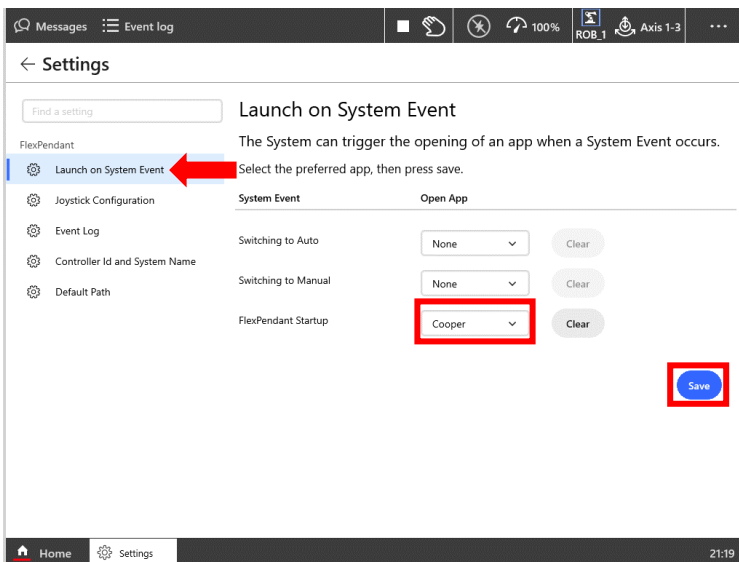 Messages Event log 100% ROB_1 Axis 1-3 ...
Settings
Find a setting
FlexPendant
Launch on System Event
Joystick Configuration
Event Log
Controller Id and System Name
Default Path
Launch on System Event
The System can trigger the opening of an app when a System Event occurs.
Select the preferred app, then press save.
System Event Open App
Switching to Auto None Clear
Switching to Manual None Clear
FlexPendant Startup Cooper Clear
Save
Home Settings 21:19